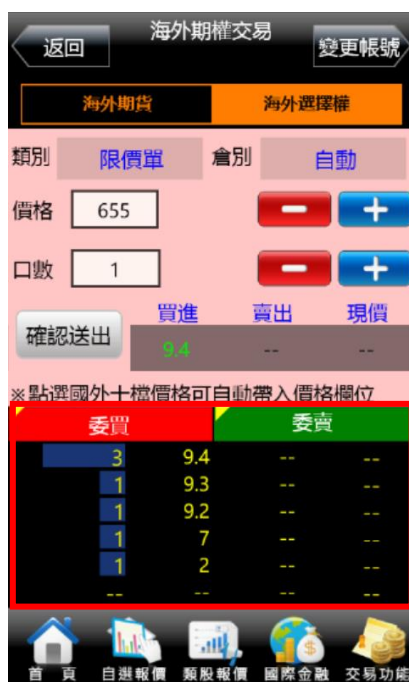 返回 海外期權交易 變更帳號
海外期貨 海外選擇權
類別 限價單 倉別 自動
價格 655
口數 1
買進 賣出 現價
確認送出 9.4 -- --
※點選國外十檔價格可自動帶入價格欄位
委買 委賣
3 9.4 -- --
1 9.3 -- --
1 9.2 -- --
1 7 -- --
1 2 -- --
-- -- -- --
首 頁 自選報價 類股報價 國際金融 交易功能